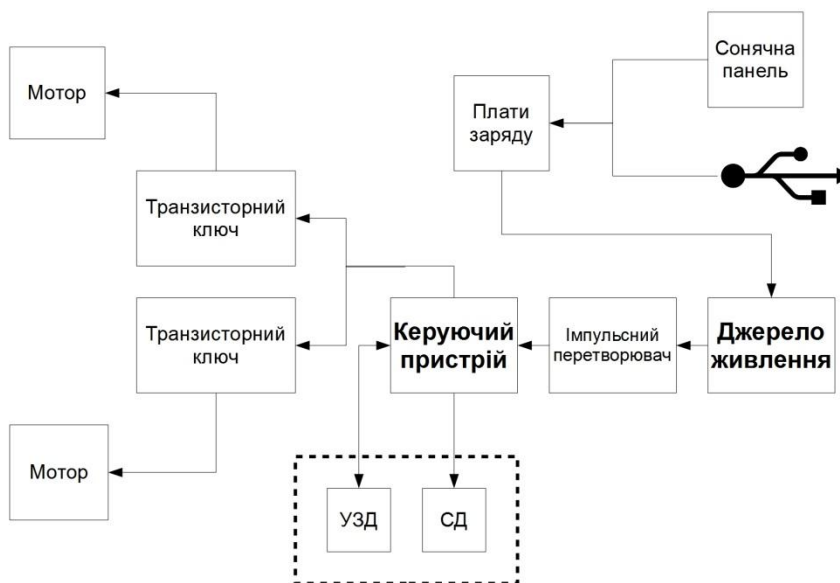 Сонячна
панель
Мотор
Плати
заряду
Транзисторний
ключ
Транзисторний
ключ
Керуючий
пристрій
Імпульсний
перетворювач
Джерело
живлення
Мотор
УЗД
СД